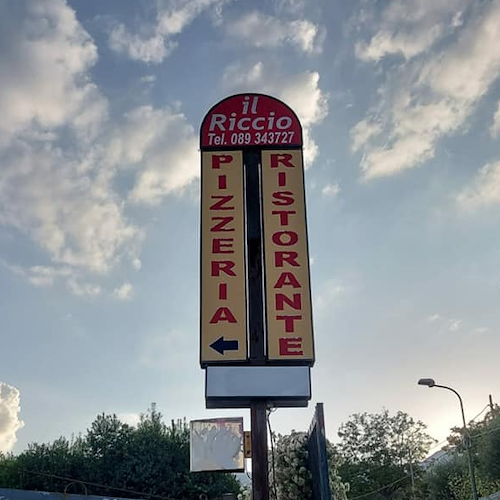 il
Riccio
Tel. 089 343727
PIZZERIA
RISTORANTE